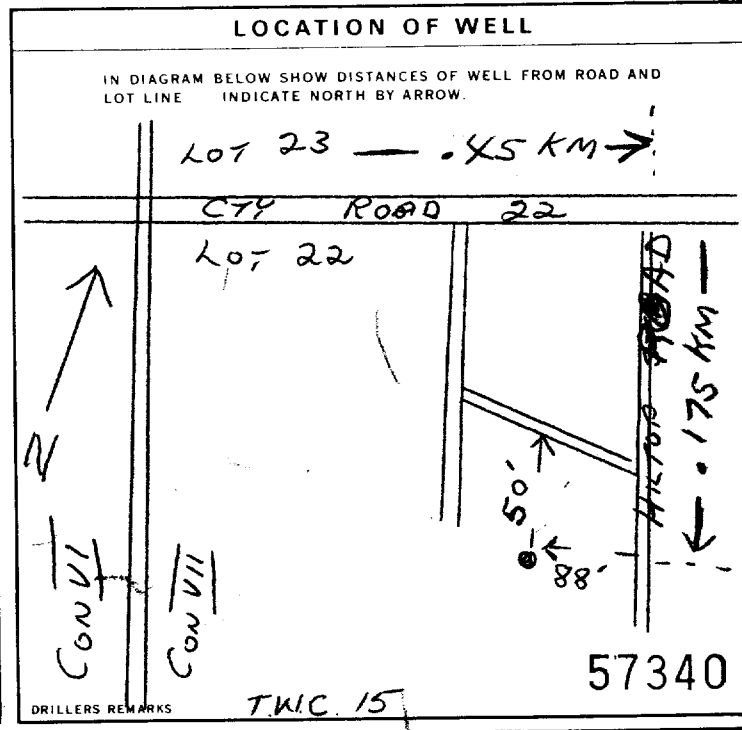 LOCATION OF WELL
IN DIAGRAM BELOW SHOW DISTANCES OF WELL FROM ROAD AND
LOT LINE INDICATE NORTH BY ARROW.
LOT 23 — .45 KM →
CTY ROAD 22
LOT 22
ROAD
.175 KM
N
50'
88'
CON VI
CON VII
57340
DRILLERS REMARKS
T.W.C. 15